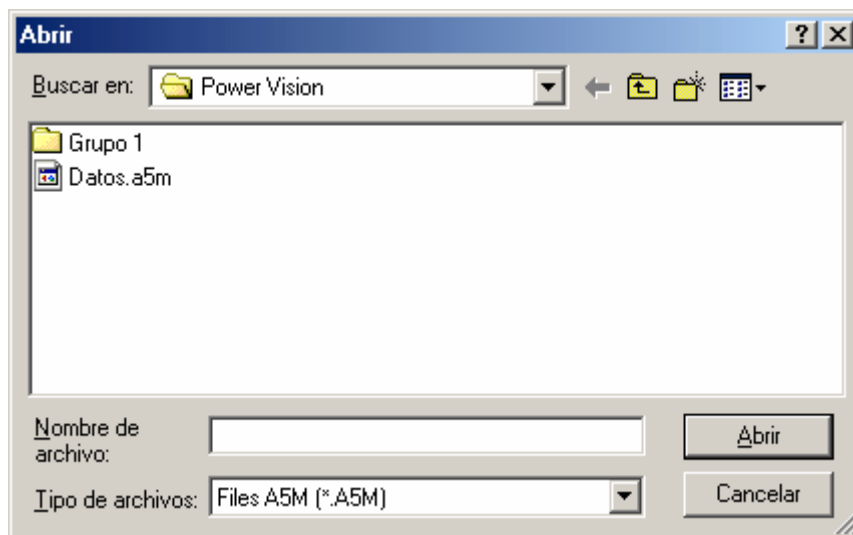 Abrir
Buscar en: Power Vision
Grupo 1
Datos.a5m
Nombre de
archivo:
Abrir
Tipo de archivos: Files A5M (*.A5M)
Cancelar